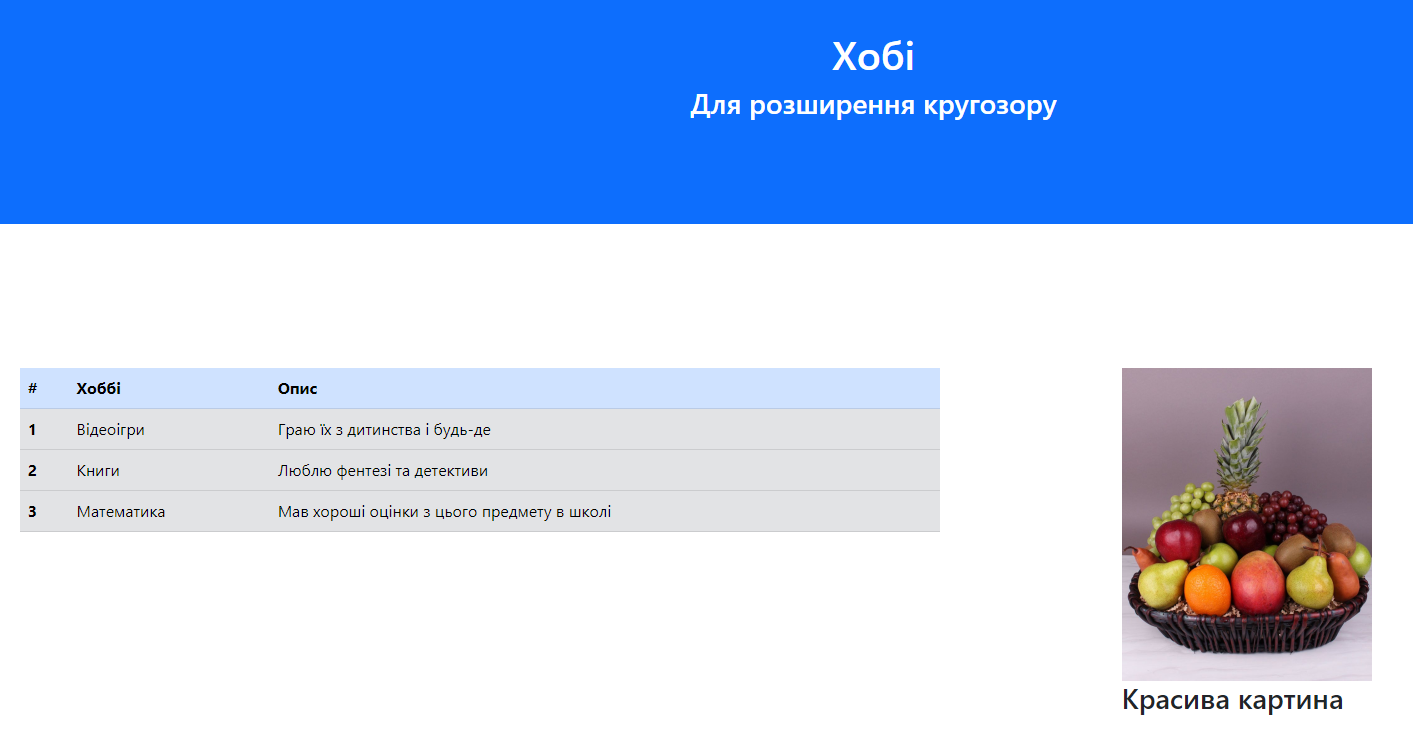 Хобі
Для розширення кругозору
# Хоббі Опис
1 Відеоігри Граю їх з дитинства і будь-де
2 Книги Люблю фентезі та детективи
3 Математика Мав хороші оцінки з цього предмету в школі
Красива картина